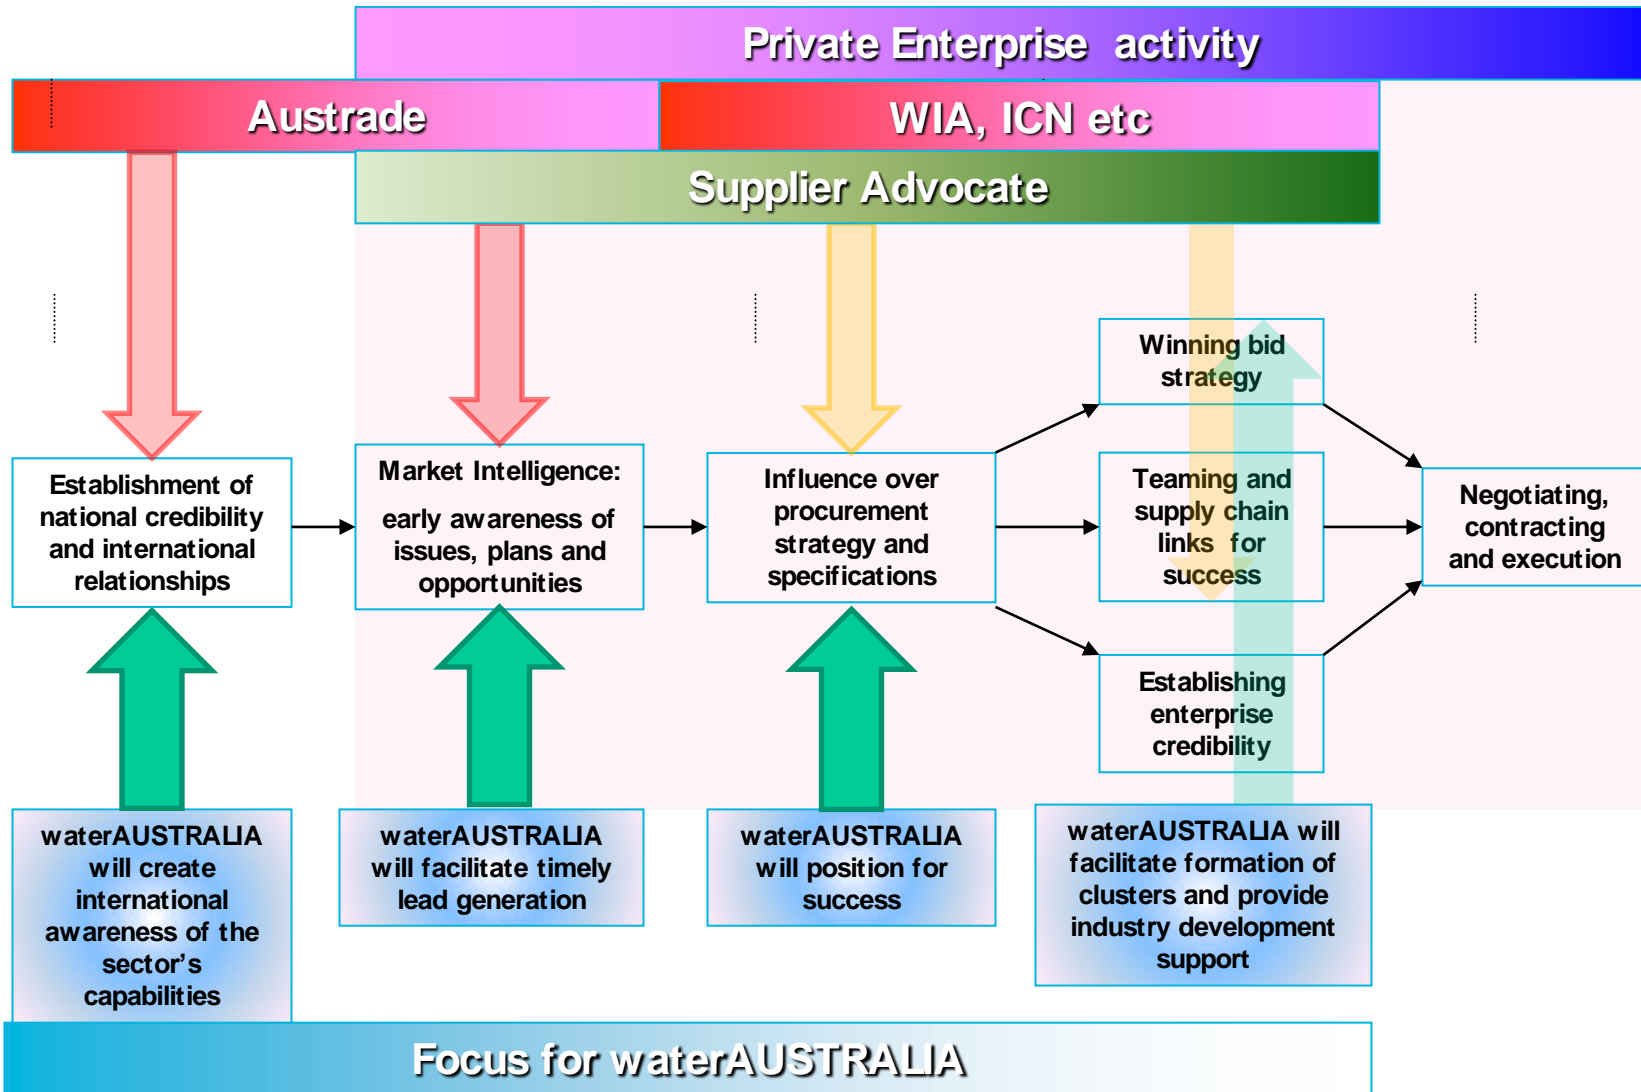 Private Enterprise activity
Austrade
WIA, ICN etc
Supplier Advocate
Establishment of
national credibility
and international
relationships
Market Intelligence:
early awareness of
issues, plans and
opportunities
Influence over
procurement
strategy and
specifications
Winning bid
strategy
Teaming and
supply chain
links for
success
Establishing
enterprise
credibility
Negotiating,
contracting
and execution
waterAUSTRALIA
will create
international
awareness of the
sector’s
capabilities
waterAUSTRALIA
will facilitate timely
lead generation
waterAUSTRALIA
will position for
success
waterAUSTRALIA will
facilitate formation of
clusters and provide
industry development
support
Focus for waterAUSTRALIA